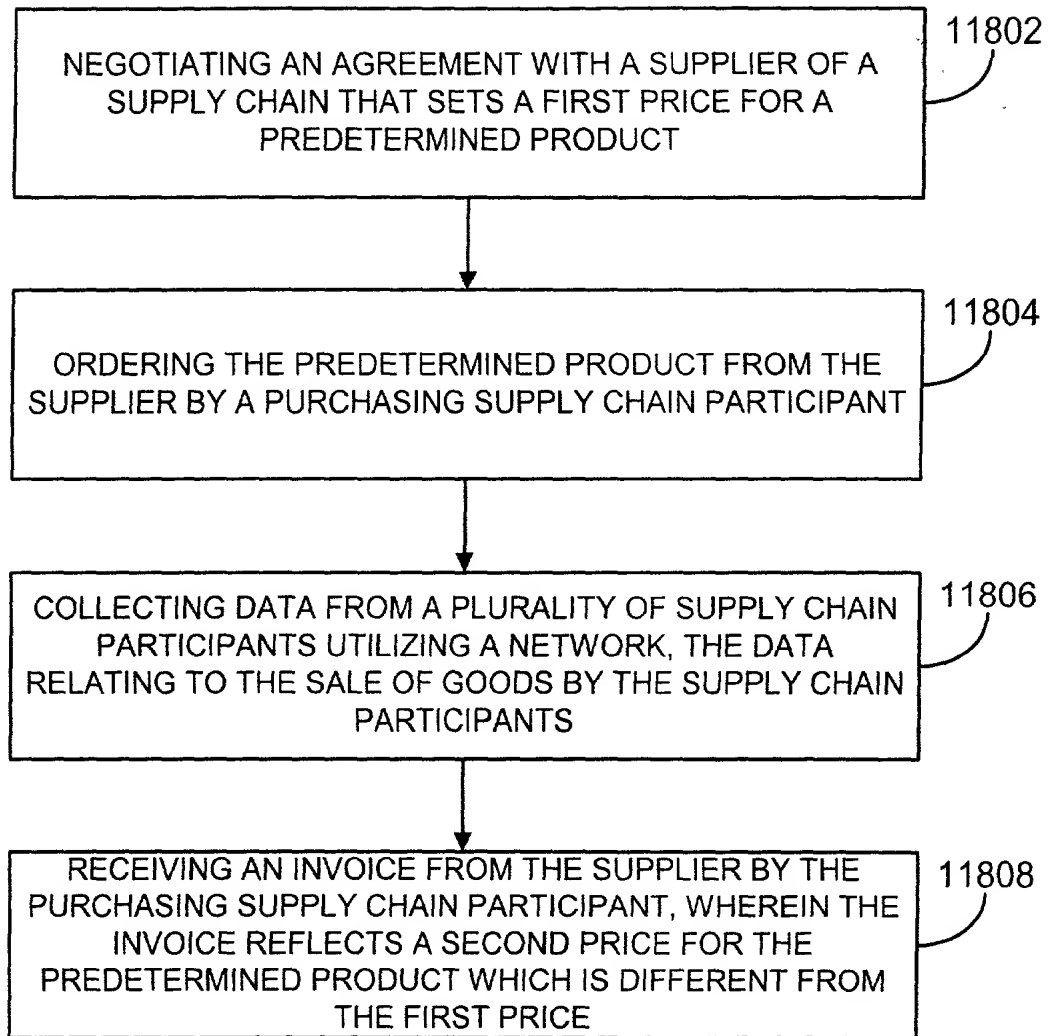 11802
NEGOTIATING AN AGREEMENT WITH A SUPPLIER OF A
SUPPLY CHAIN THAT SETS A FIRST PRICE FOR A
PREDETERMINED PRODUCT
11804
ORDERING THE PREDETERMINED PRODUCT FROM THE
SUPPLIER BY A PURCHASING SUPPLY CHAIN PARTICIPANT
11806
COLLECTING DATA FROM A PLURALITY OF SUPPLY CHAIN
PARTICIPANTS UTILIZING A NETWORK, THE DATA
RELATING TO THE SALE OF GOODS BY THE SUPPLY CHAIN
PARTICIPANTS
11808
RECEIVING AN INVOICE FROM THE SUPPLIER BY THE
PURCHASING SUPPLY CHAIN PARTICIPANT, WHEREIN THE
INVOICE REFLECTS A SECOND PRICE FOR THE
PREDETERMINED PRODUCT WHICH IS DIFFERENT FROM
THE FIRST PRICE